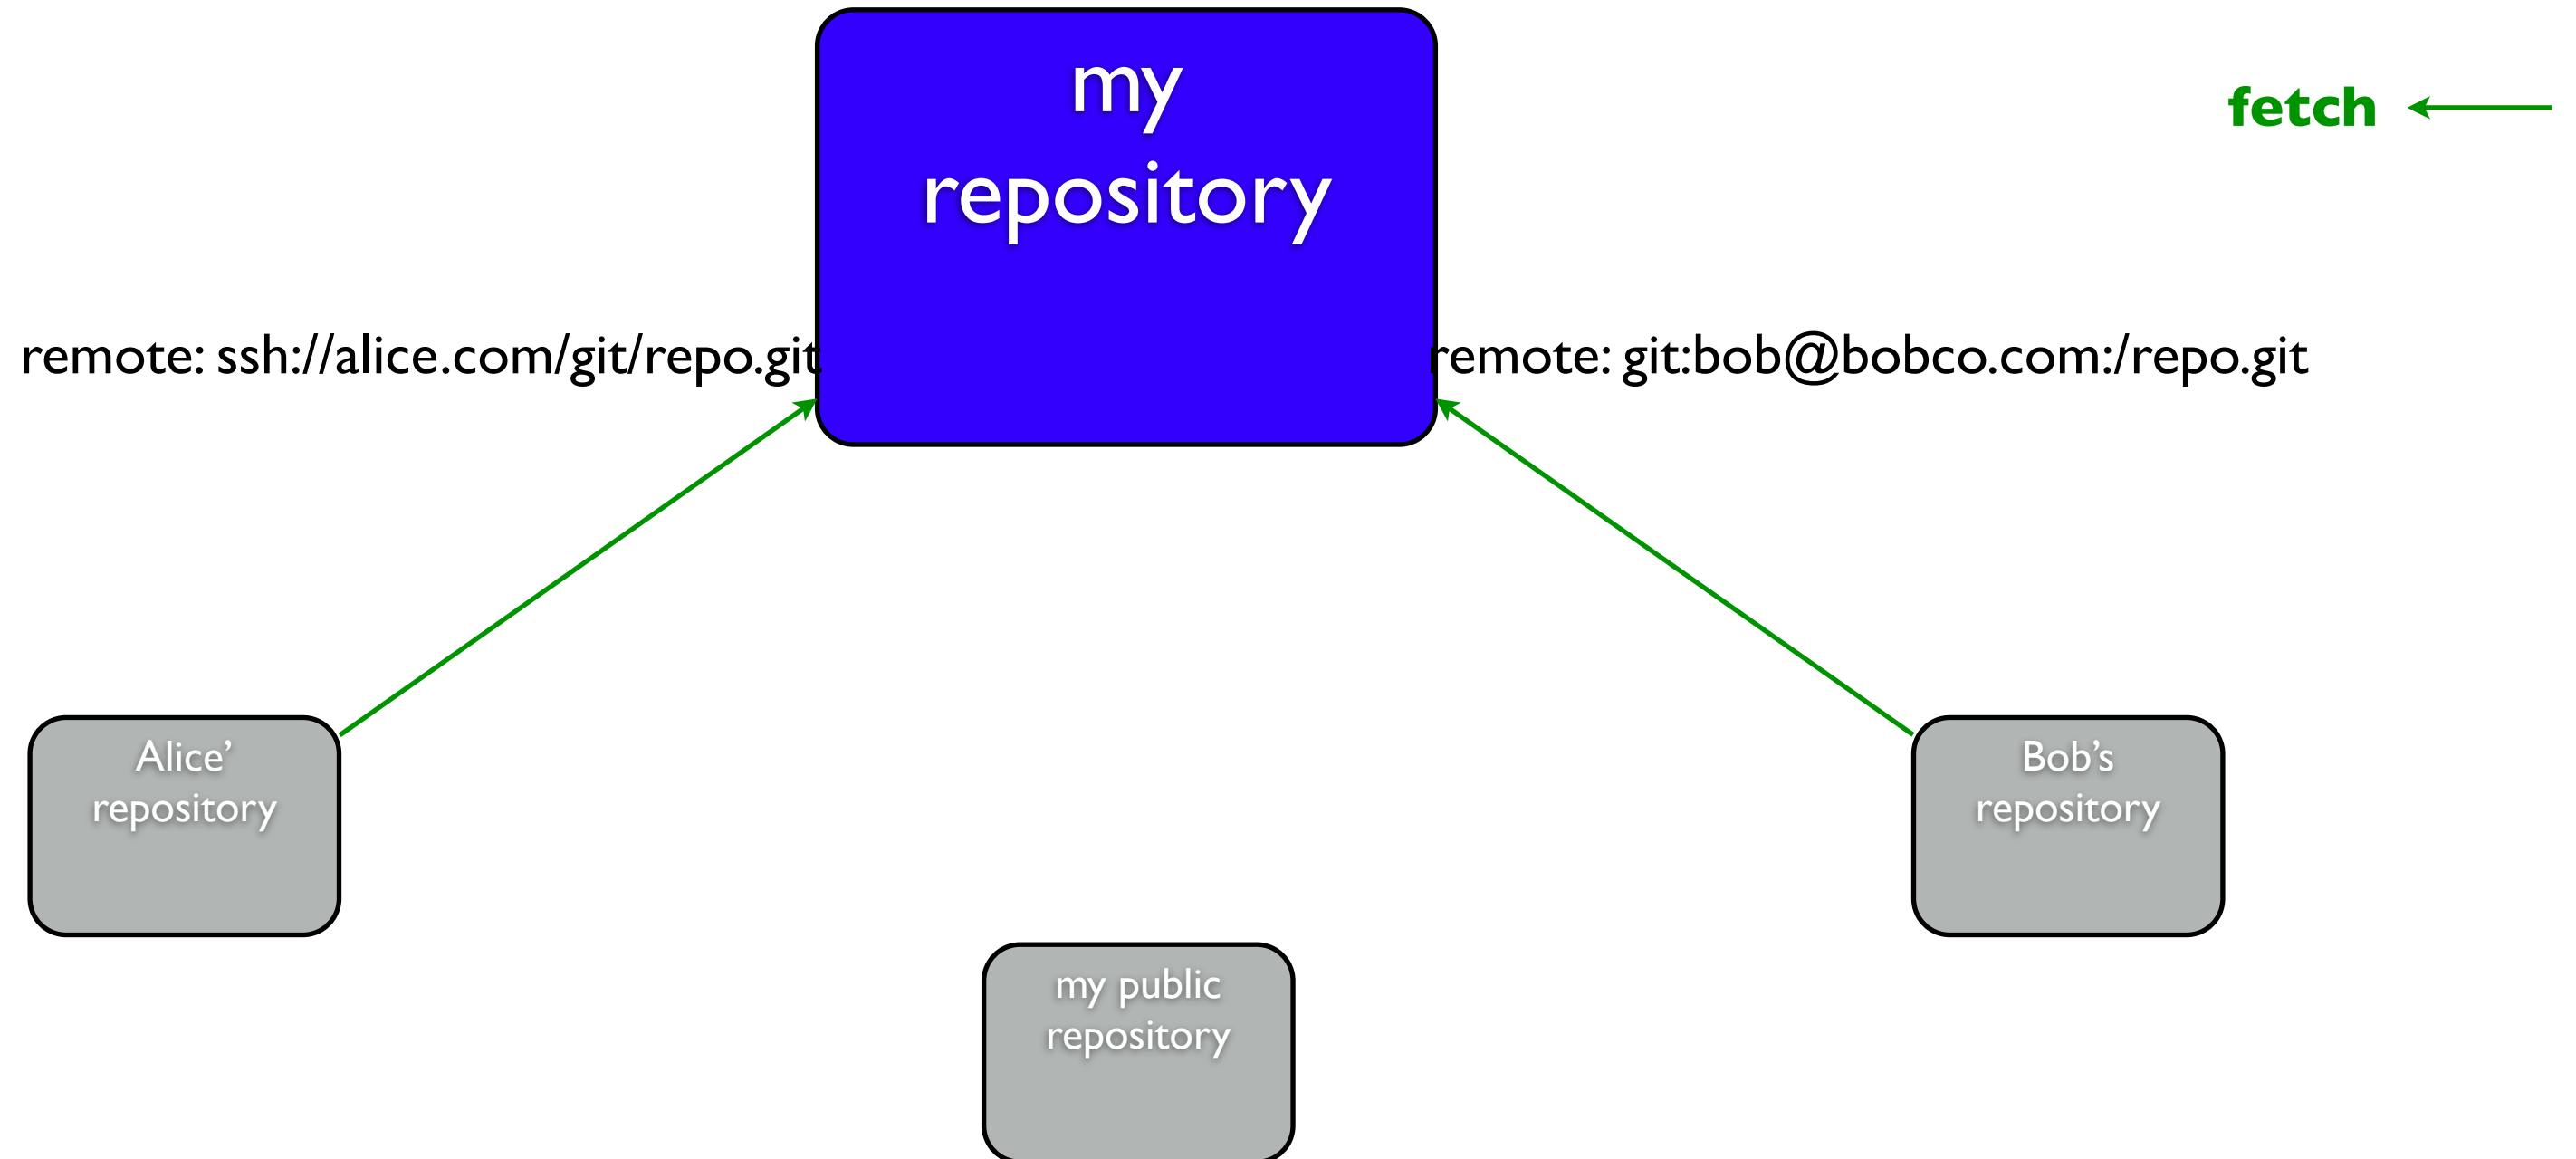 my
repository
fetch
remote: ssh://alice.com/git/repo.git
remote: git:bob@bobco.com:/repo.git
Alice’
repository
Bob’s
repository
my public
repository